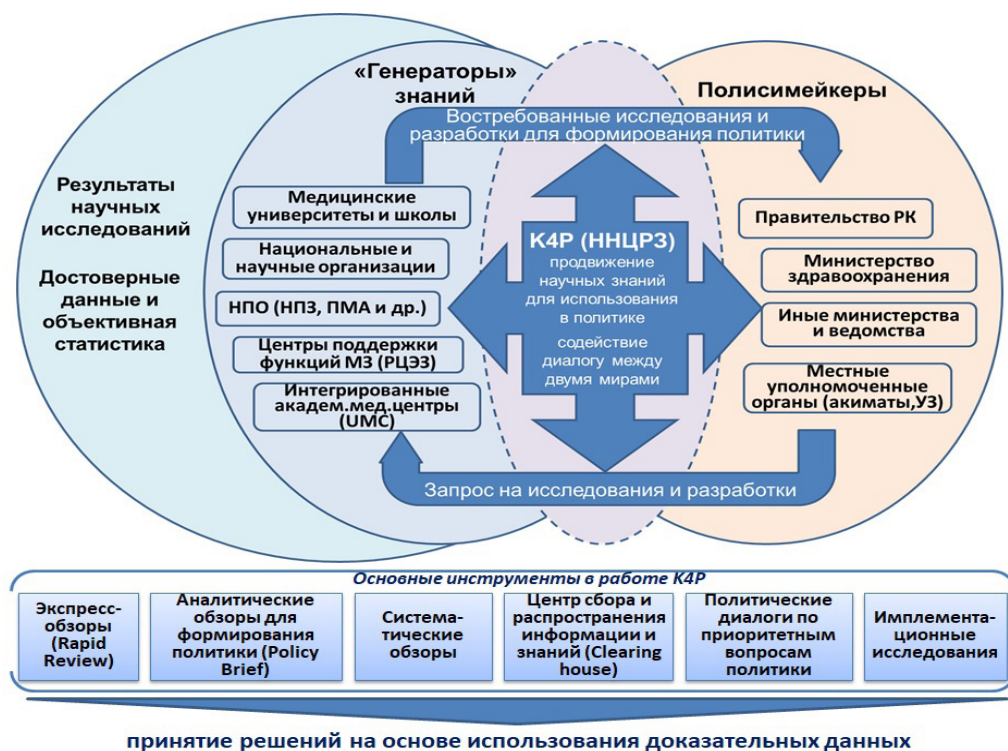 «Генераторы»
знаний
Полисимейкеры
Востребованные исследования и
разработки для формирования политики
Результаты
научных
исследований
Достоверные
данные и
объективная
статистика
Медицинские
университеты и школы
Национальные и
научные организации
НПО (НПЗ, ПМА и др.)
Центры поддержки
функций МЗ (РЦЭЗ)
Интегрированные
академ.мед.центры
(UMC)
K4P (ННЦРЗ)
продвижение
научных знаний
для использования
в политике
содействие
диалогу между
двумя мирами
Правительство РК
Министерство
здравоохранения
Иные министерства
и ведомства
Местные
уполномоченные
органы (акиматы,УЗ)
Запрос на исследования и разработки
Основные инструменты в работе K4P
Экспресс-
обзоры
(Rapid
Review)
Аналитические
обзоры для
формирования
политики (Policy
Brief)
Система-
тические
обзоры
Центр сбора и
распространения
информации и
знаний (Clearing
house)
Политические
диалоги по
приоритетным
вопросам
политики
Имплемента-
ционные
исследования
принятие решений на основе использования доказательных данных